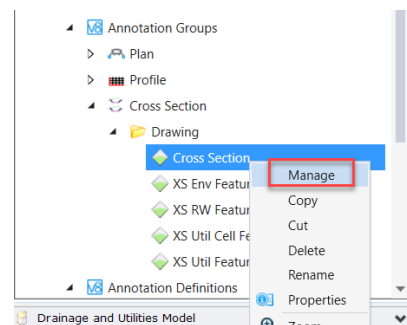 Annotation Groups
Plan
Profile
Cross Section
Drawing
Cross Section
Manage
XS Env Featur
Copy
XS RW Featur
Cut
XS Util Cell Fe
Delete
XS Util Featur
Rename
Annotation Definitions
Properties
Drainage and Utilities Model
Zoom